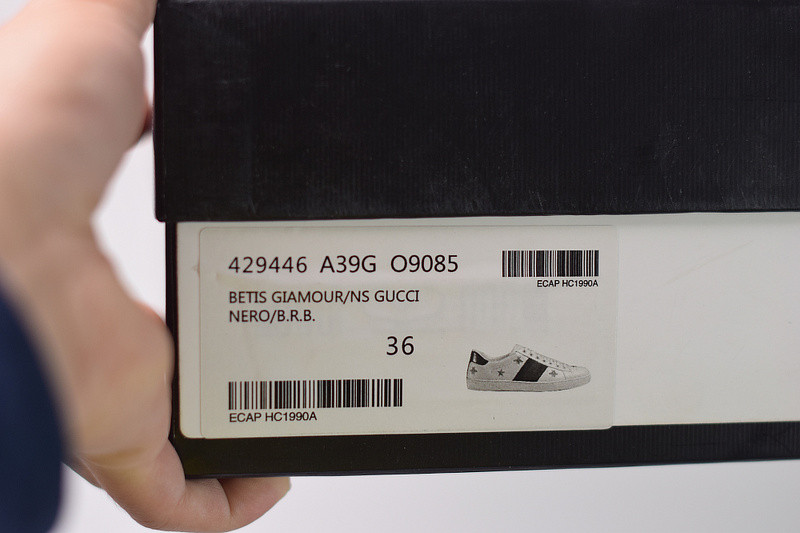 429446 A39G O9085
ECAP HC1990A
BETIS GIAMOUR/NS GUCCI
NERO/B.R.B.
36
ECAP HC1990A